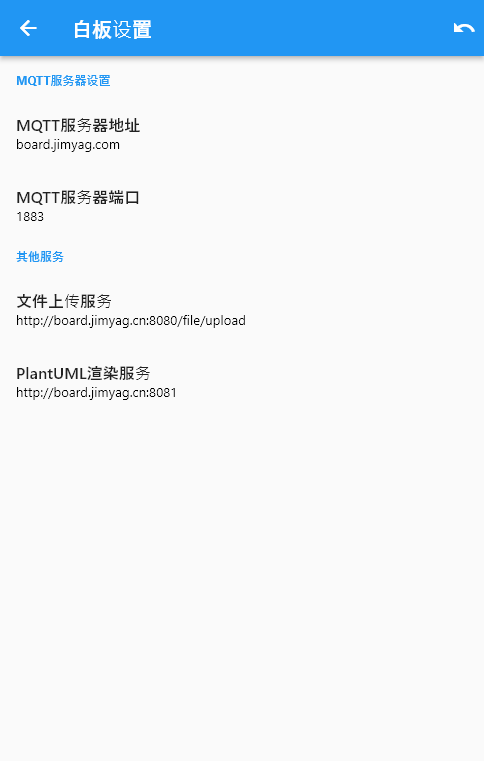 白板设置
MQTT服务器设置
MQTT服务器地址
board.jimyag.com
MQTT服务器端口
1883
其他服务
文件上传服务
http://board.jimyag.cn:8080/file/upload
PlantUML渲染服务
http://board.jimyag.cn:8081